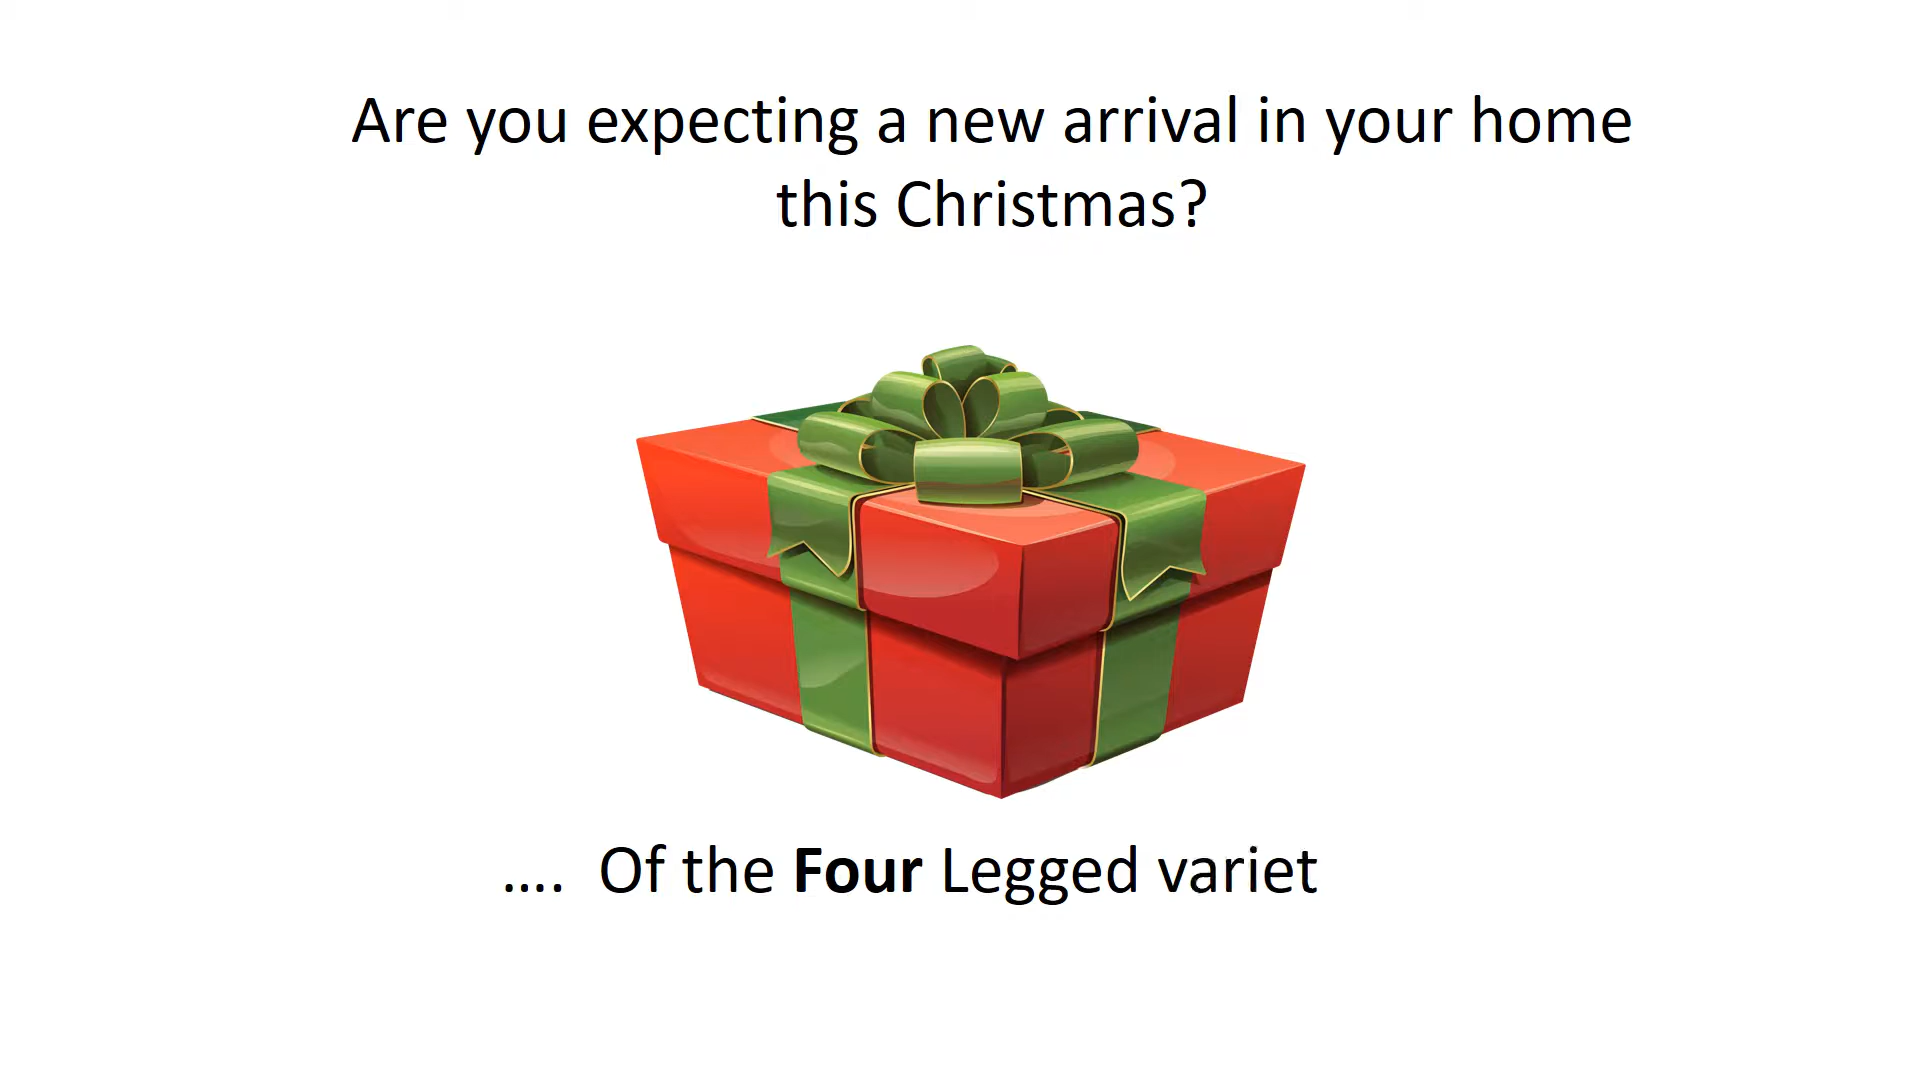 Are you expecting a new arrival in your home
this Christmas?
....  Of the Four Legged variet